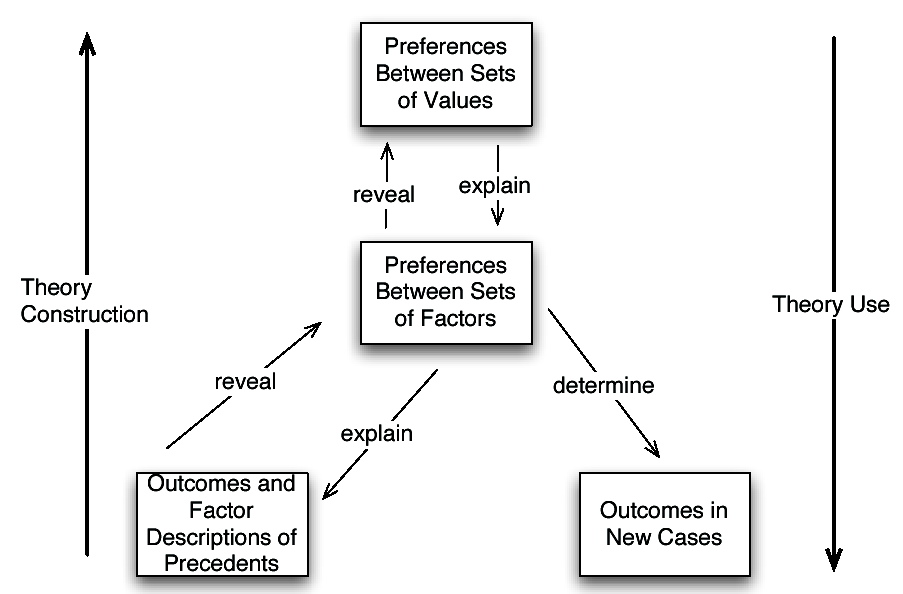 Preferences
Between Sets
of Values
reveal
explain
Preferences
Between Sets
of Factors
Theory
Construction
Theory Use
reveal
determine
explain
Outcomes and
Factor
Descriptions of
Precedents
Outcomes in
New Cases